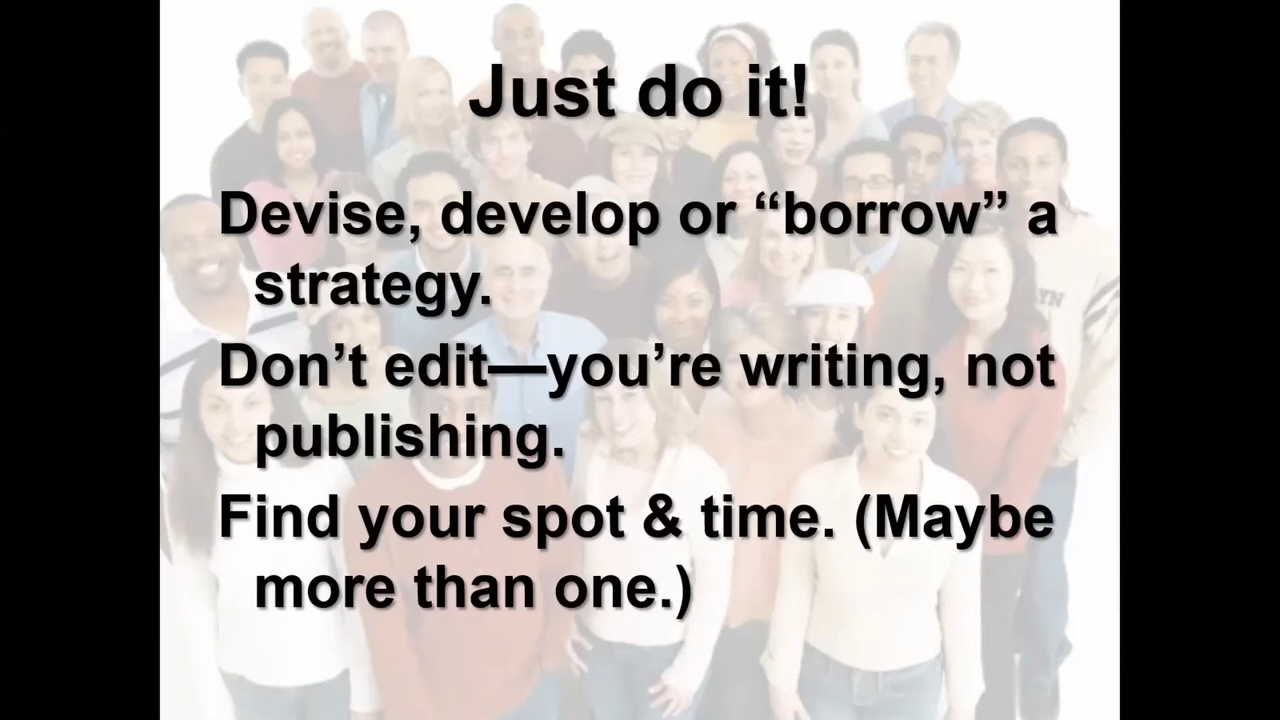 Just do it!
Devise, develop or “borrow” a
strategy.
Don’t edit—you’re writing, not
publishing.
Find your spot & time. (Maybe
more than one.)
YN